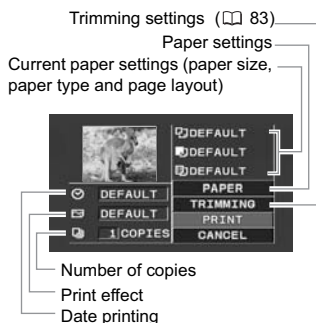 Trimming settings (📖 83)
Paper settings
Current paper settings (paper size,
paper type and page layout)
DEFAULT
DEFAULT
DEFAULT
DEFAULT
DEFAULT
1 COPIES
PAPER
TRIMMING
PRINT
CANCEL
Number of copies
Print effect
Date printing